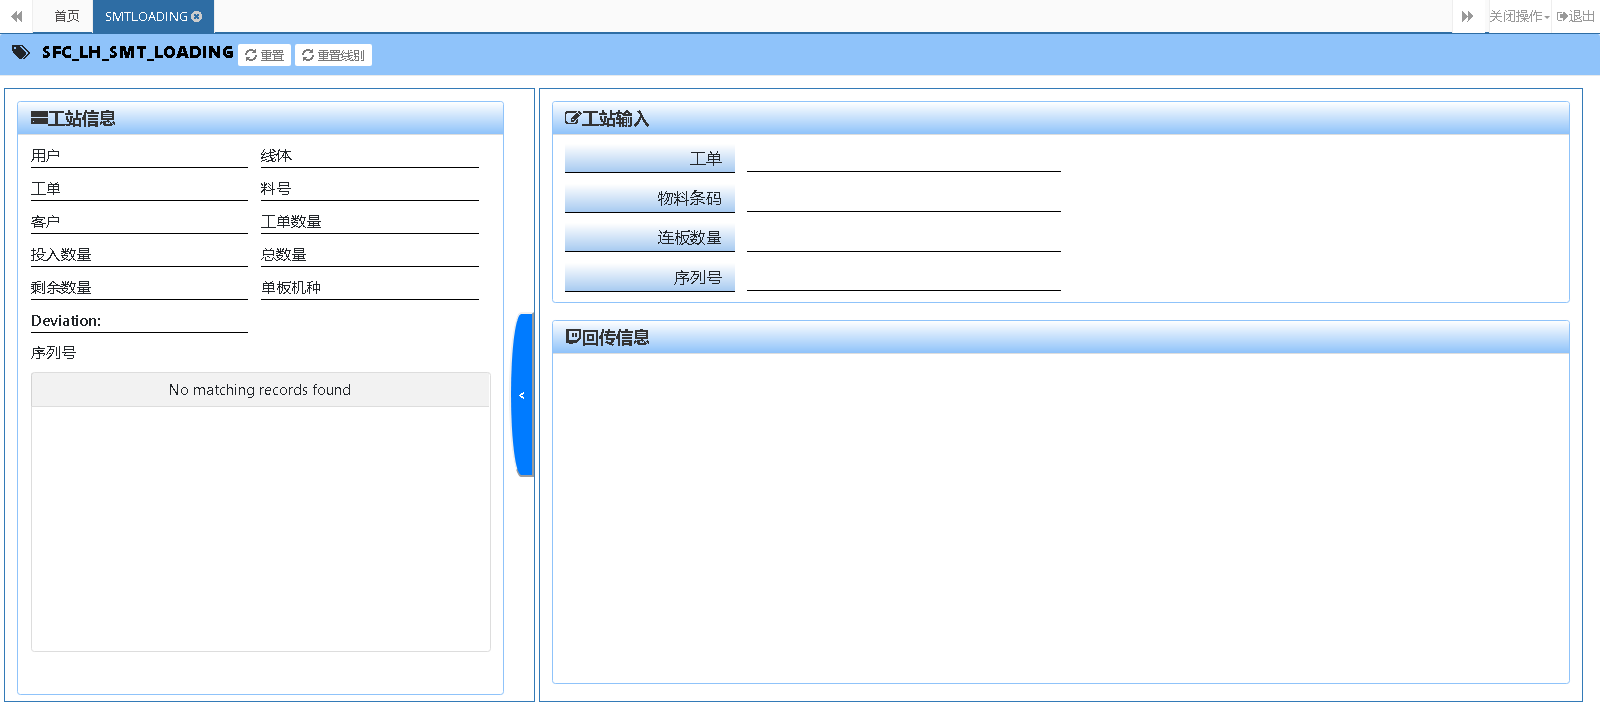 首页 SMTLOADING 关闭操作 退出
SFC_LH_SMT_LOADING 重置 重置线别
工站信息
用户 线体
工单 料号
客户 工单数量
投入数量 总数量
剩余数量 单板机种
Deviation:
序列号
No matching records found
<
工站输入
工单
物料条码
连板数量
序列号
回传信息